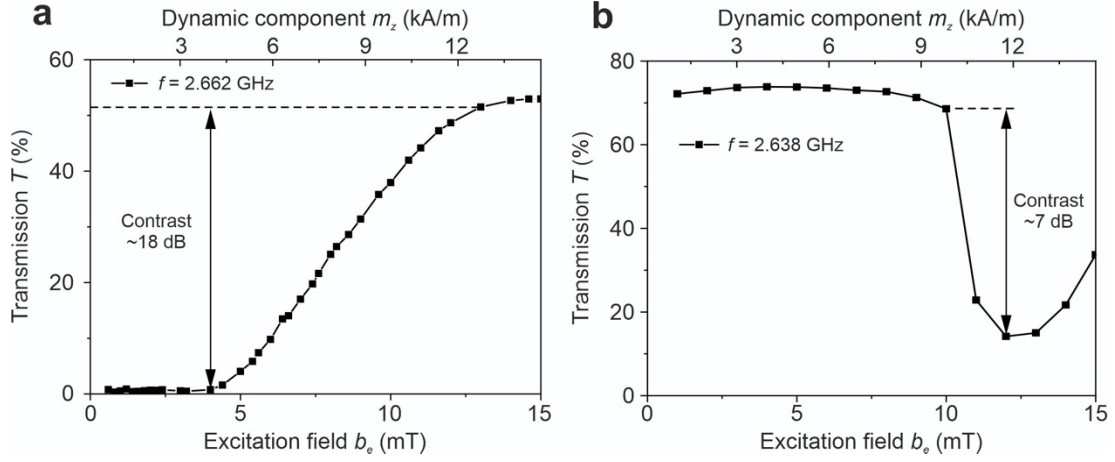 a
Dynamic component m_z (kA/m)
3 6 9 12
60
40
20
0
Transmission T (%)
f = 2.662 GHz
Contrast
~18 dB
0 5 10 15
Excitation field b_e (mT)
b
Dynamic component m_z (kA/m)
3 6 9 12
80
60
40
20
0
Transmission T (%)
f = 2.638 GHz
Contrast
~7 dB
0 5 10 15
Excitation field b_e (mT)